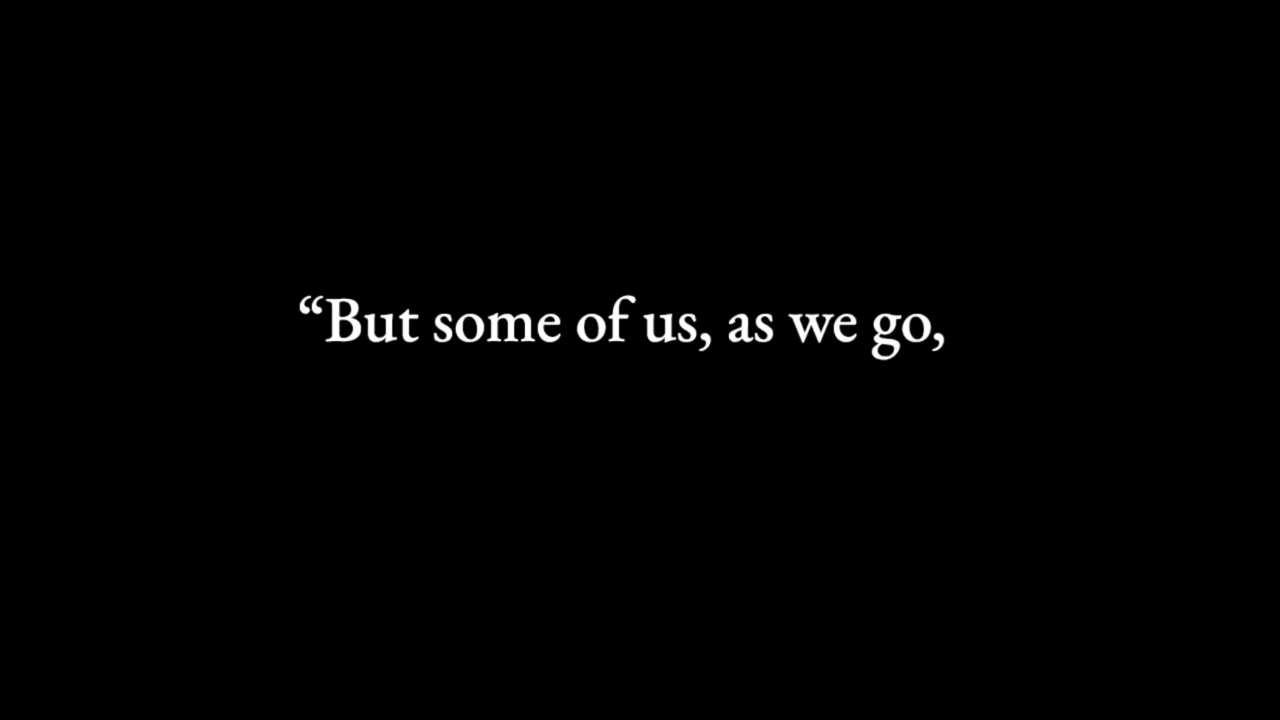 “But some of us, as we go,